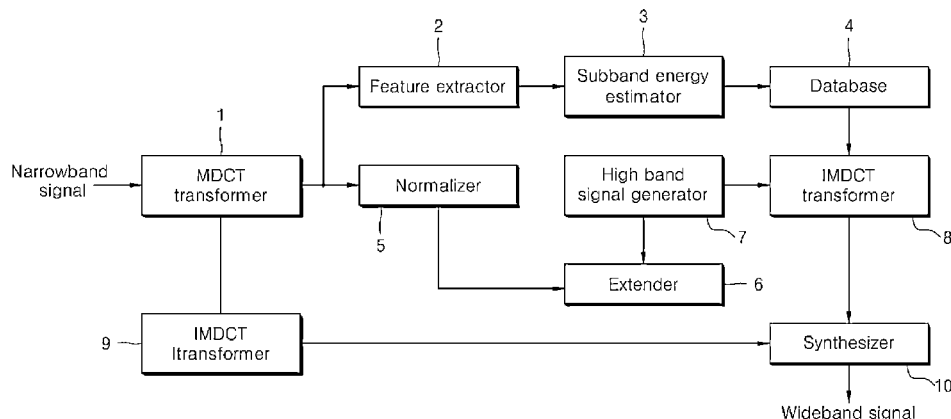 2
3
4
Feature extractor
Subband energy
estimator
Database
1
Narrowband
signal
MDCT
transformer
Normalizer
High band
signal generator
IMDCT
transformer
5
7
8
Extender
6
9
IMDCT
Itransformer
Synthesizer
10
Wideband signal